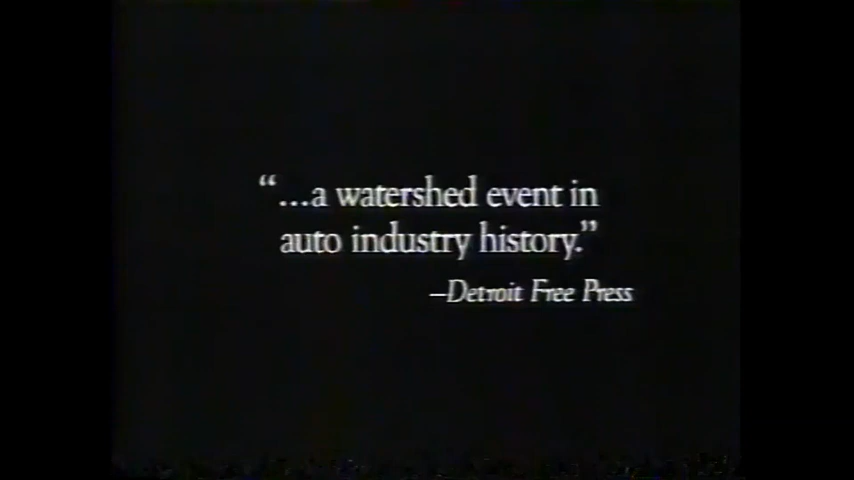 “...a watershed event in
auto industry history.”
–Detroit Free Press